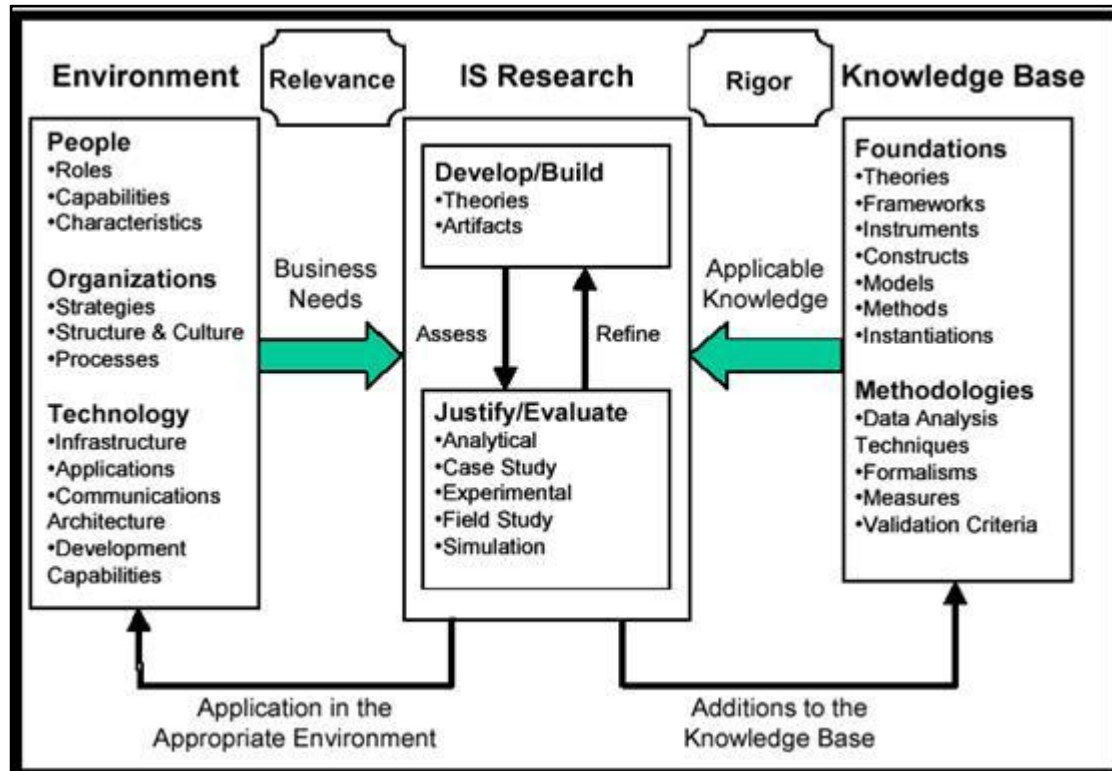 Environment
Relevance
IS Research
Rigor
Knowledge Base
People
•Roles
•Capabilities
•Characteristics
Organizations
•Strategies
•Structure & Culture
•Processes
Technology
•Infrastructure
•Applications
•Communications
Architecture
•Development
Capabilities
Business
Needs
Develop/Build
•Theories
•Artifacts
Assess
Refine
Justify/Evaluate
•Analytical
•Case Study
•Experimental
•Field Study
•Simulation
Applicable
Knowledge
Foundations
•Theories
•Frameworks
•Instruments
•Constructs
•Models
•Methods
•Instantiations
Methodologies
•Data Analysis
Techniques
•Formalisms
•Measures
•Validation Criteria
Application in the
Appropriate Environment
Additions to the
Knowledge Base